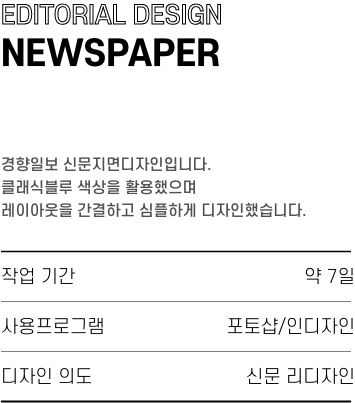 EDITORIAL DESIGN
NEWSPAPER
경향일보 신문지면디자인입니다.
클래식블루 색상을 활용했으며
레이아웃을 간결하고 심플하게 디자인했습니다.
작업 기간 약 7일
사용프로그램 포토샵/인디자인
디자인 의도 신문 리디자인